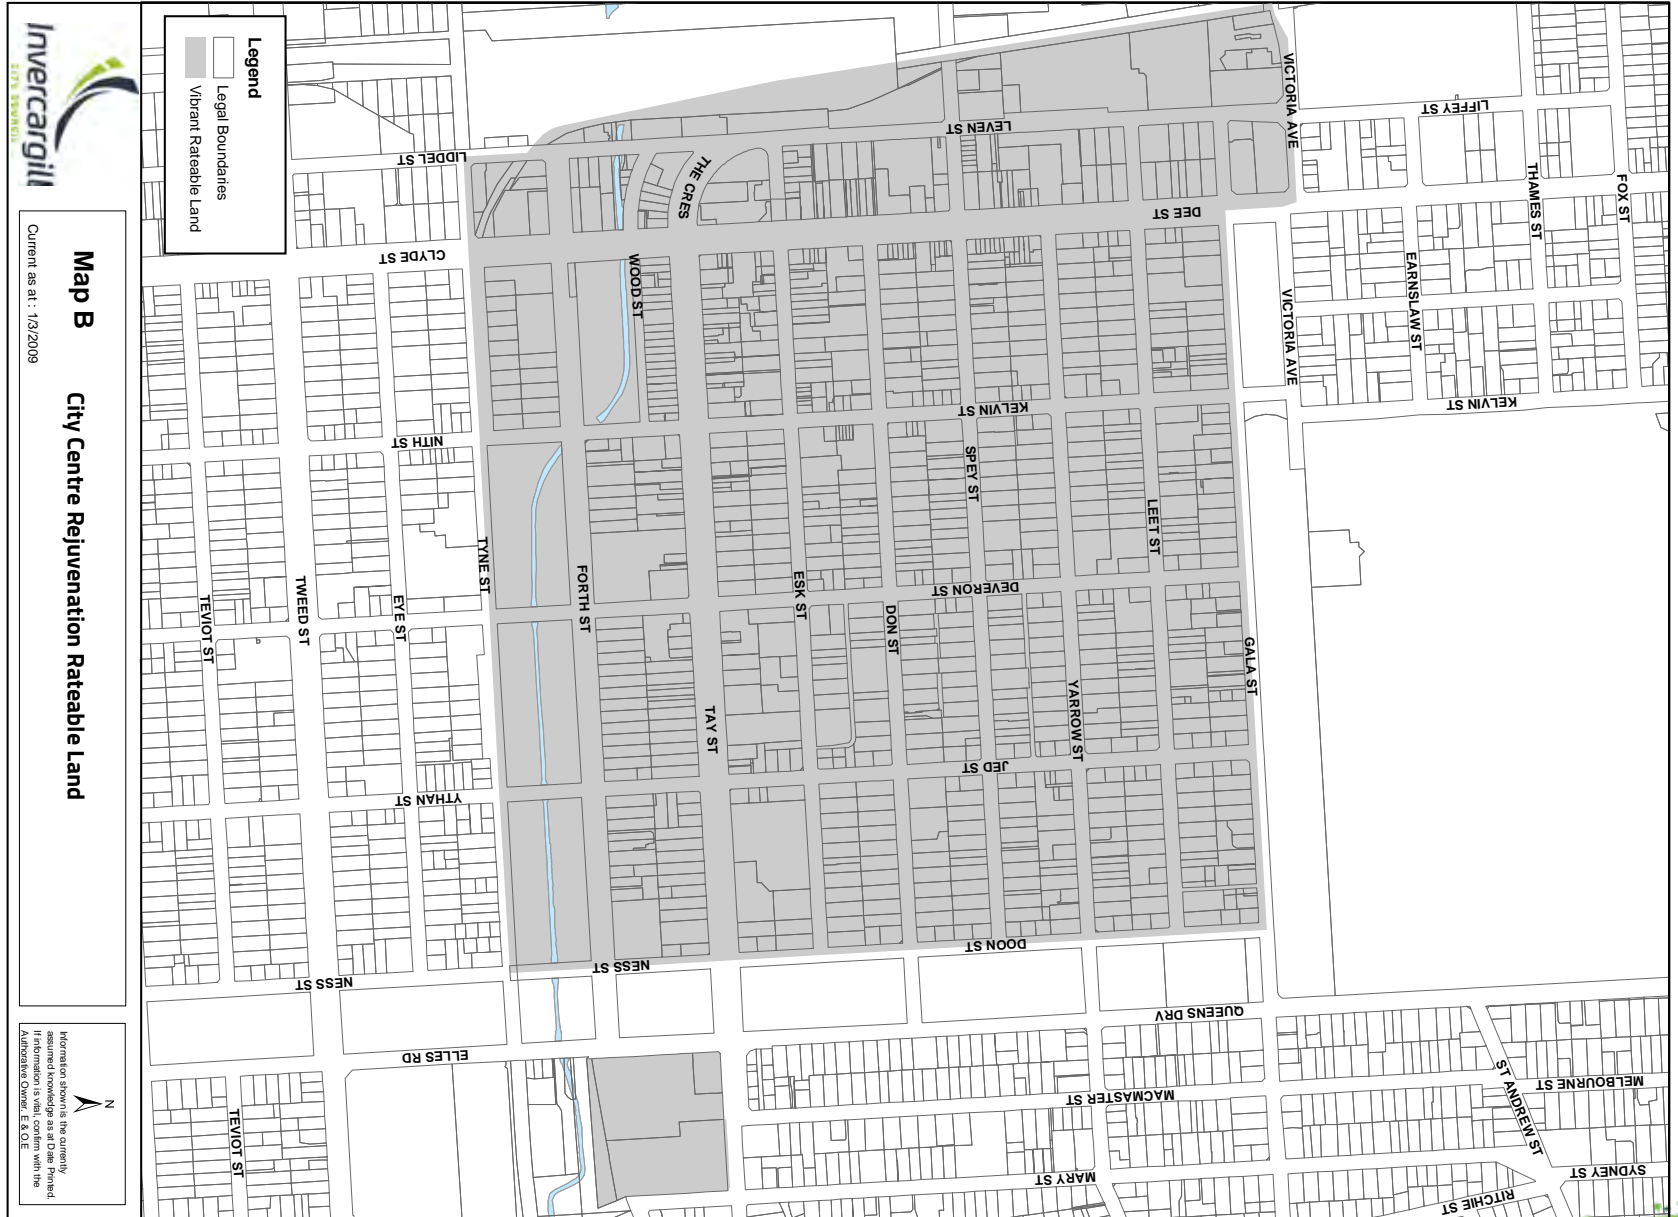 Invercargill
CITY COUNCIL
Map B City Centre Rejuvenation Rateable Land
Current as at : 1/3/2009
Information shown is the currently
assumed knowledge as at Date Printed.
If information is vital, confirm with the
Authorative Owner. E & O.E
N
Legend
Legal Boundaries
Vibrant Rateable Land
LIDDEL ST
LEVEN ST
VICTORIA AVE
LIFFEY ST
THE CRES
DEE ST
THAMES ST
FOX ST
CLYDE ST
WOOD ST
VICTORIA AVE
EARNSLAW ST
KELVIN ST
KELVIN ST
NITH ST
SPEY ST
LEET ST
TYNE ST
FORTH ST
ESK ST
DEVERON ST
DON ST
TEVIOT ST
TWEED ST
EYE ST
GALA ST
YARROW ST
TAY ST
JED ST
YTHAN ST
DOON ST
NESS ST
NESS ST
QUEENS DRV
ELLES RD
MACMASTER ST
ST ANDREW ST
MELBOURNE ST
TEVIOT ST
MARY ST
SYDNEY ST
RITCHIE ST